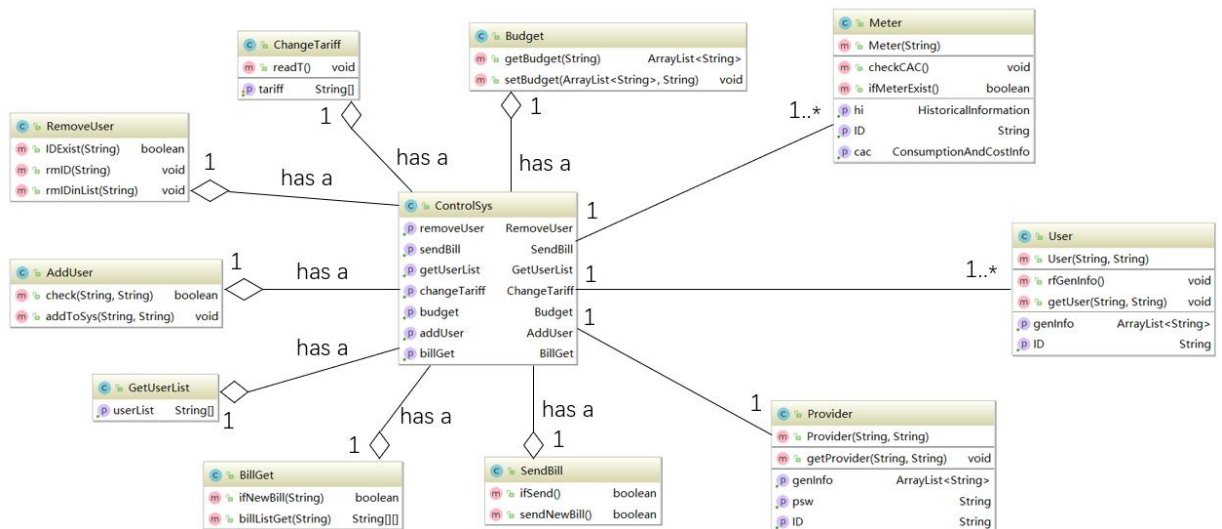 ChangeTariff
readT() void
tariff String[]
1
has a
Budget
getBudget(String) ArrayList<String>
setBudget(ArrayList<String>, String) void
1
has a
Meter
Meter(String)
checkCAC() void
ifMeterExist() boolean
hi HistoricalInformation
ID String
cac ConsumptionAndCostInfo
1..*
1
RemoveUser
IDExist(String) boolean
rmID(String) void
rmIDinList(String) void
1
has a
ControlSys
removeUser RemoveUser
sendBill SendBill
getUserList GetUserList
changeTariff ChangeTariff
budget Budget
addUser AddUser
billGet BillGet
User
User(String, String)
rfGenInfo() void
getUser(String, String) void
genInfo ArrayList<String>
ID String
1..*
1
AddUser
check(String, String) boolean
addToSys(String, String) void
1
has a
GetUserList
userList String[]
1
has a
BillGet
ifNewBill(String) boolean
billListGet(String) String[][]
1
has a
SendBill
ifSend() boolean
sendNewBill() boolean
1
has a
Provider
Provider(String, String)
getProvider(String, String) void
genInfo ArrayList<String>
psw String
ID String
1
1